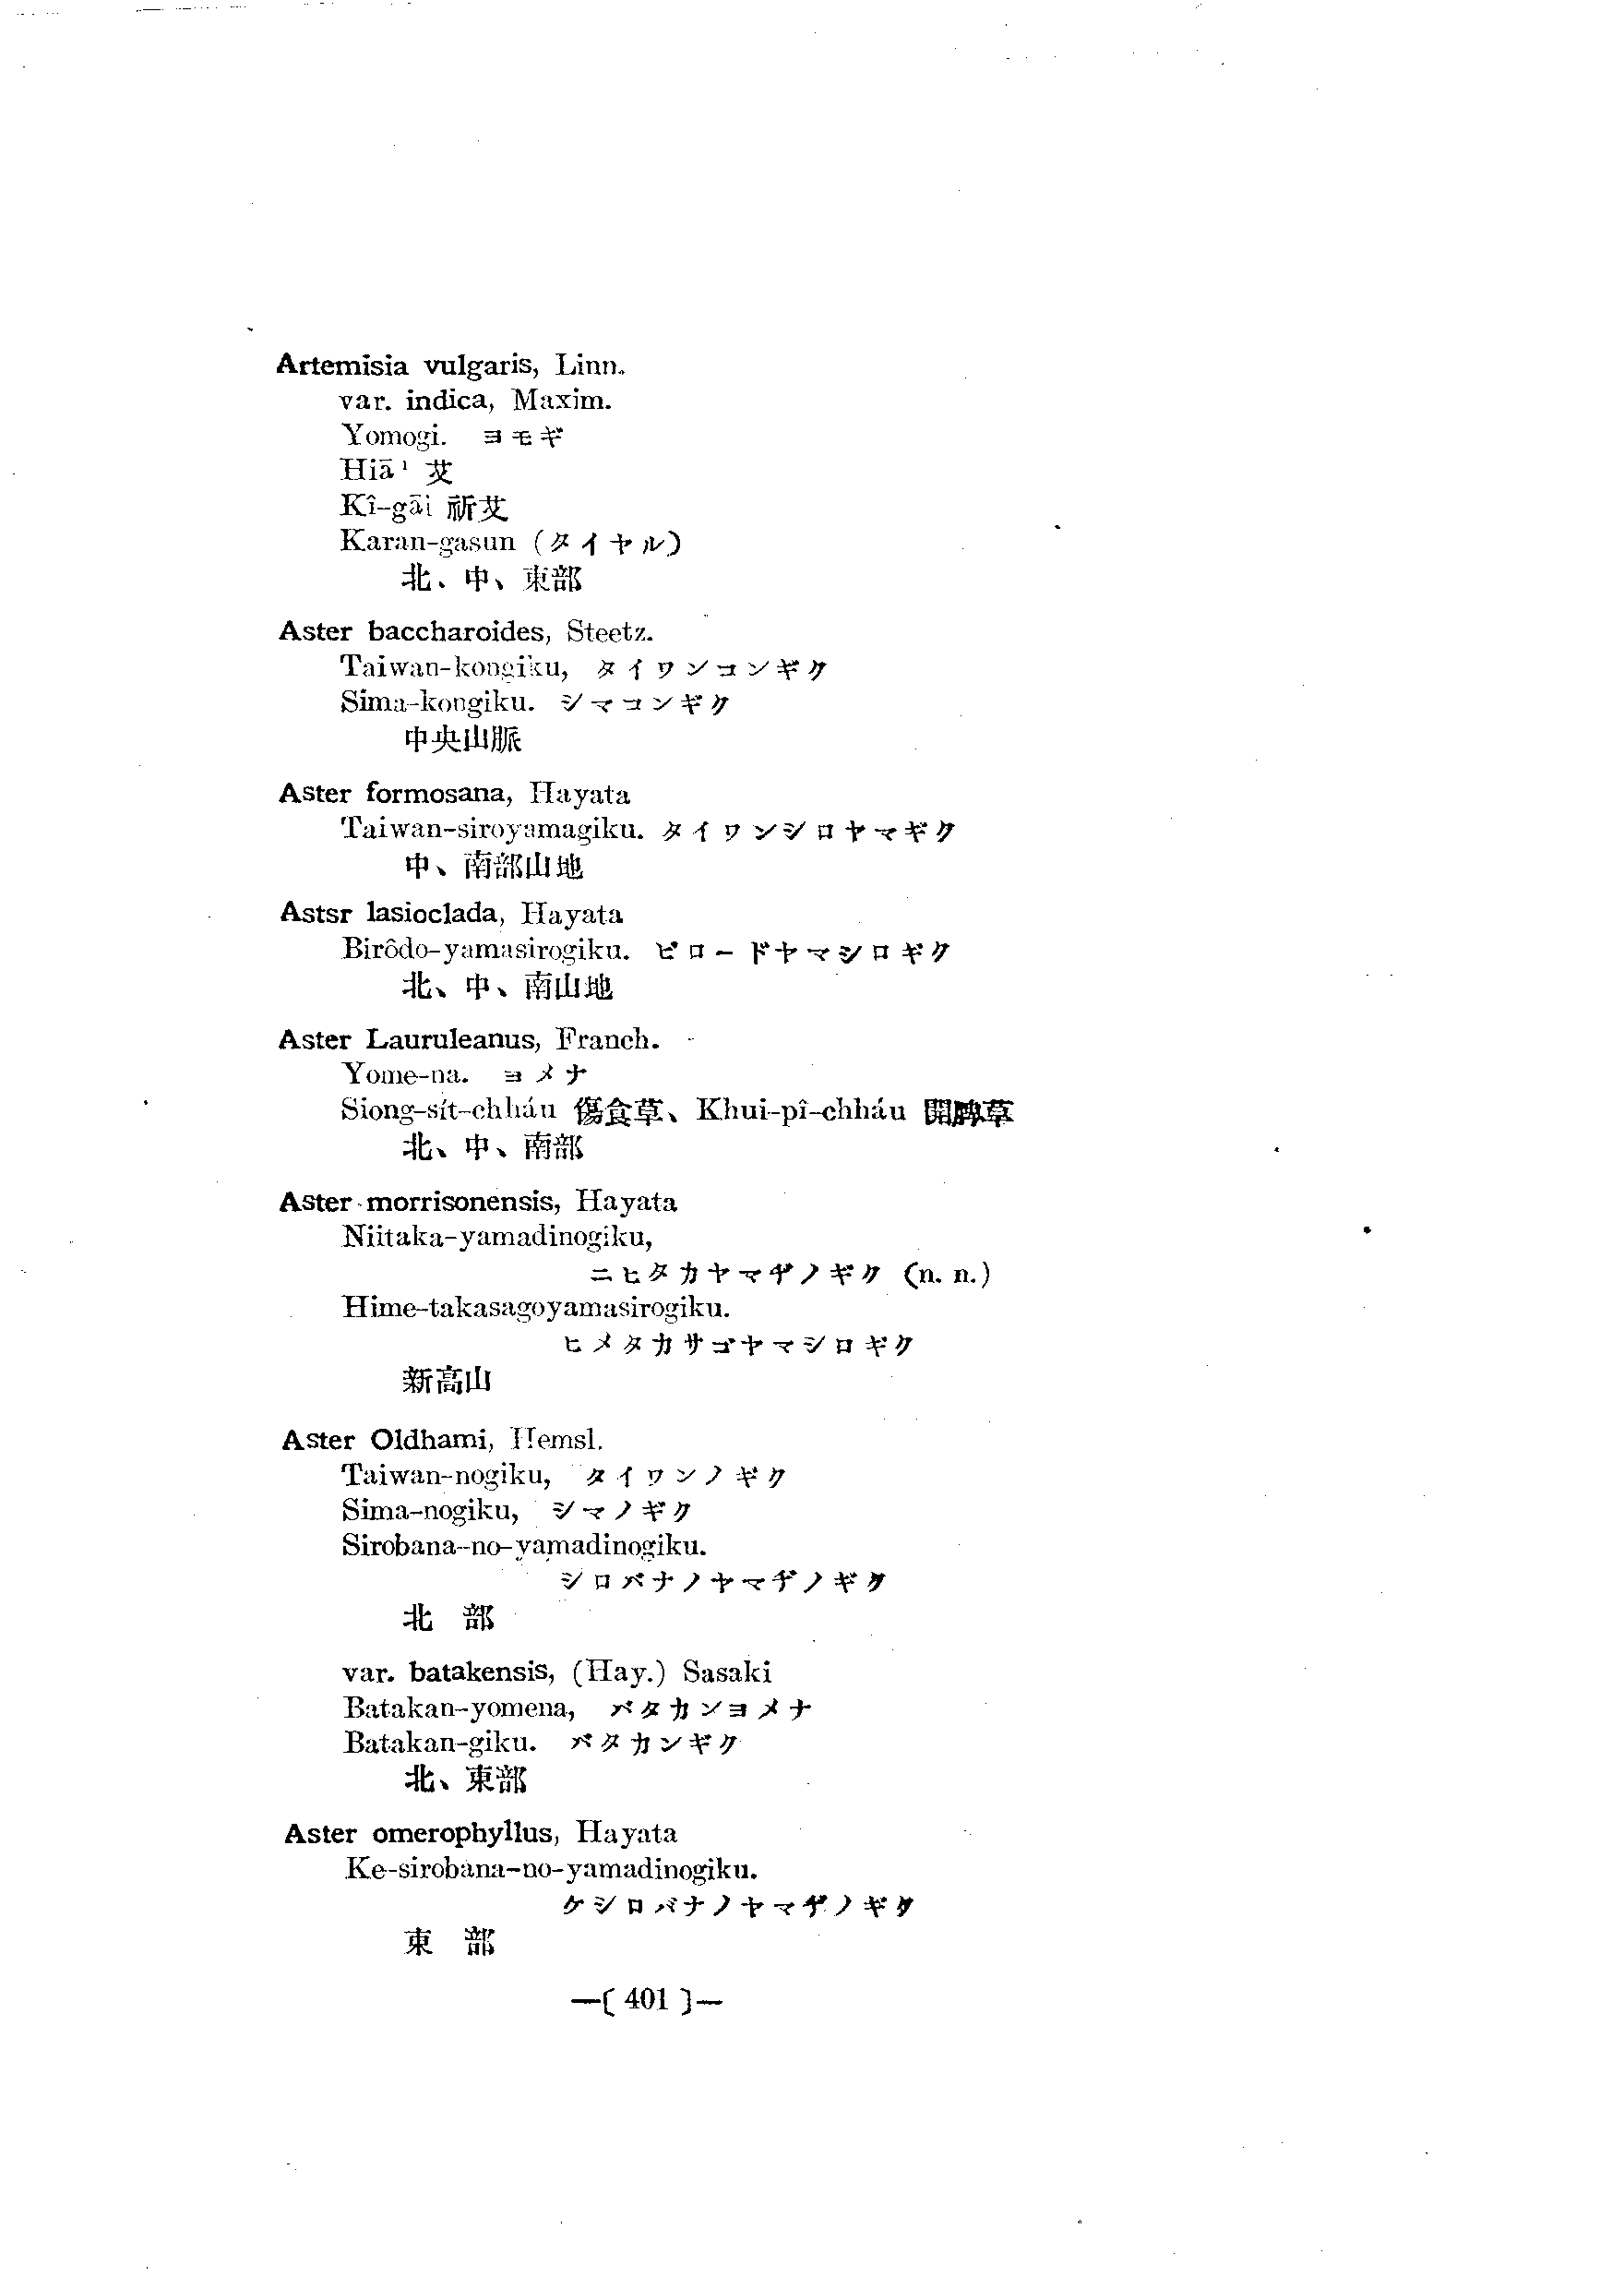 Artemisia vulgaris, Linn.
var. indica, Maxim.
Yomogi. ヨモギ
Hiāⁿ 艾
Kî-gāi 祈艾
Karan-gasun (タイヤル)
北、中、東部
Aster baccharoides, Steetz.
Taiwan-kongiku, タイワンコンギク
Sima-kongiku. シマコンギク
中央山脈
Aster formosana, Hayata
Taiwan-siroyamagiku. タイワンシロヤマギク
中、南部山地
Astsr lasioclada, Hayata
Birôdo-yamasirogiku. ビロードヤマシロギク
北、中、南山地
Aster Lauruleanus, Franch.
Yome-na. ヨメナ
Siong-sít-chháu 傷食草、Khui-pî-chháu 開脾草
北、中、南部
Aster morrisonensis, Hayata
Niitaka-yamadinogiku,
ニヒタカヤマヂノギク (n. n.)
Hime-takasagoyamasirogiku.
ヒメタカサゴヤマシロギク
新高山
Aster Oldhami, Hemsl.
Taiwan-nogiku, タイワンノギク
Sima-nogiku, シマノギク
Sirobana-no-yamadinogiku.
シロバナノヤマヂノギク
北 部
var. batakensis, (Hay.) Sasaki
Batakan-yomena, バタカンヨメナ
Batakan-giku. バタカンギク
北、東部
Aster omerophyllus, Hayata
Ke-sirobana-no-yamadinogiku.
ケシロバナノヤマヂノギク
東 部
—( 401 )—